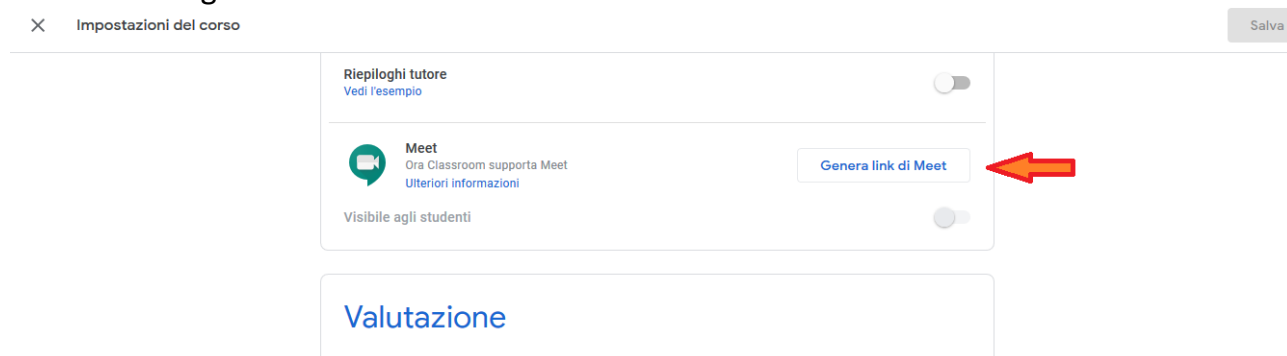 Impostazioni del corso
Salva
Riepiloghi tutore
Vedi l'esempio
Meet
Ora Classroom supporta Meet
Ulteriori informazioni
Genera link di Meet
Visibile agli studenti
Valutazione